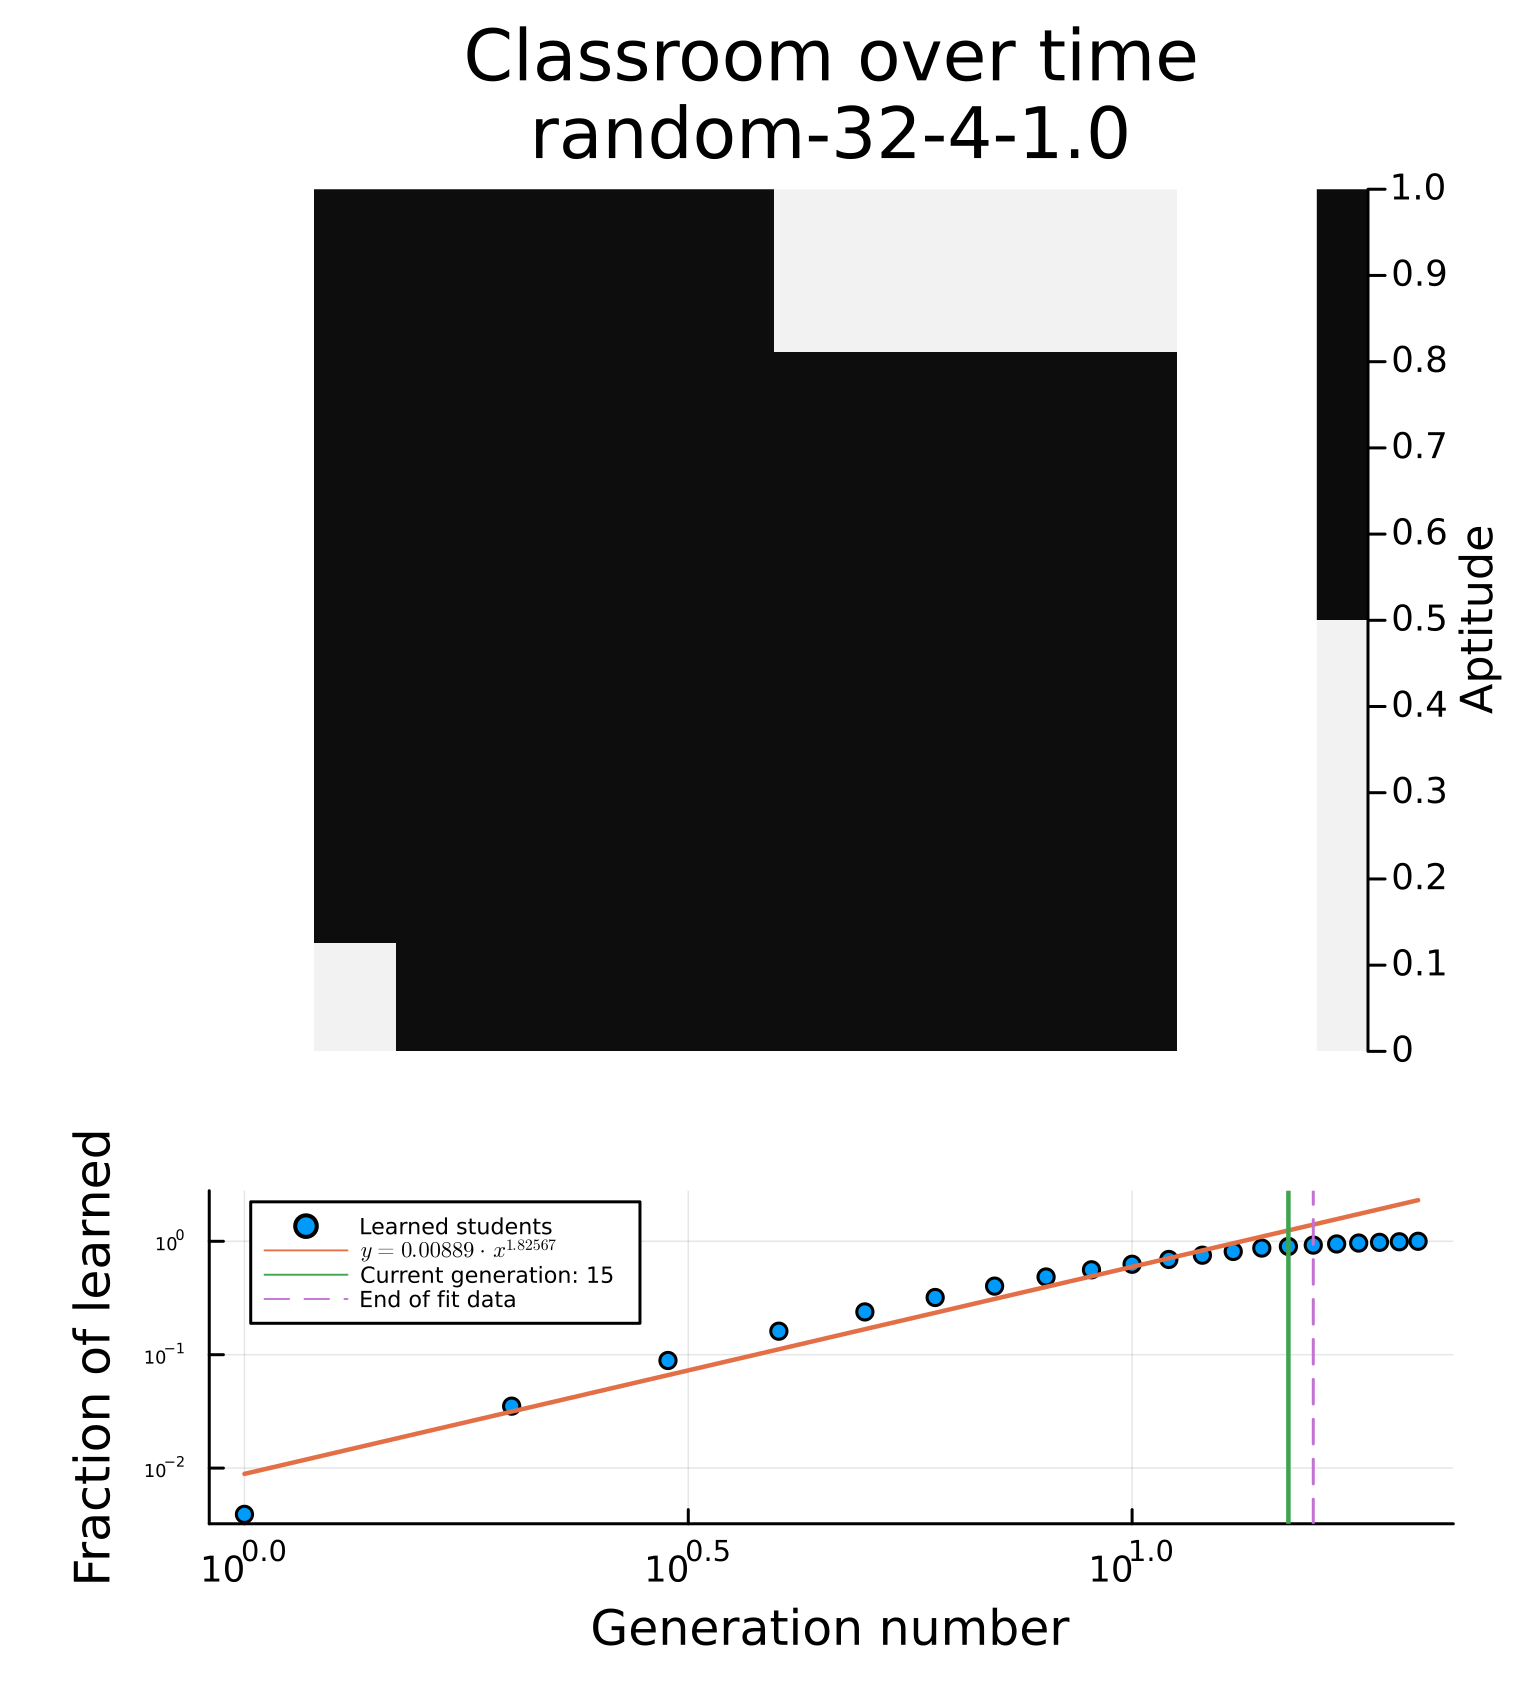 Classroom over time
random-32-4-1.0
1.0
0.9
0.8
0.7
0.6
0.5
0.4
0.3
0.2
0.1
0
Aptitude
Fraction of learned
10⁰
10⁻¹
10⁻²
Learned students
y = 0.00889 · x^1.82567
Current generation: 15
End of fit data
10^0.0
10^0.5
10^1.0
Generation number